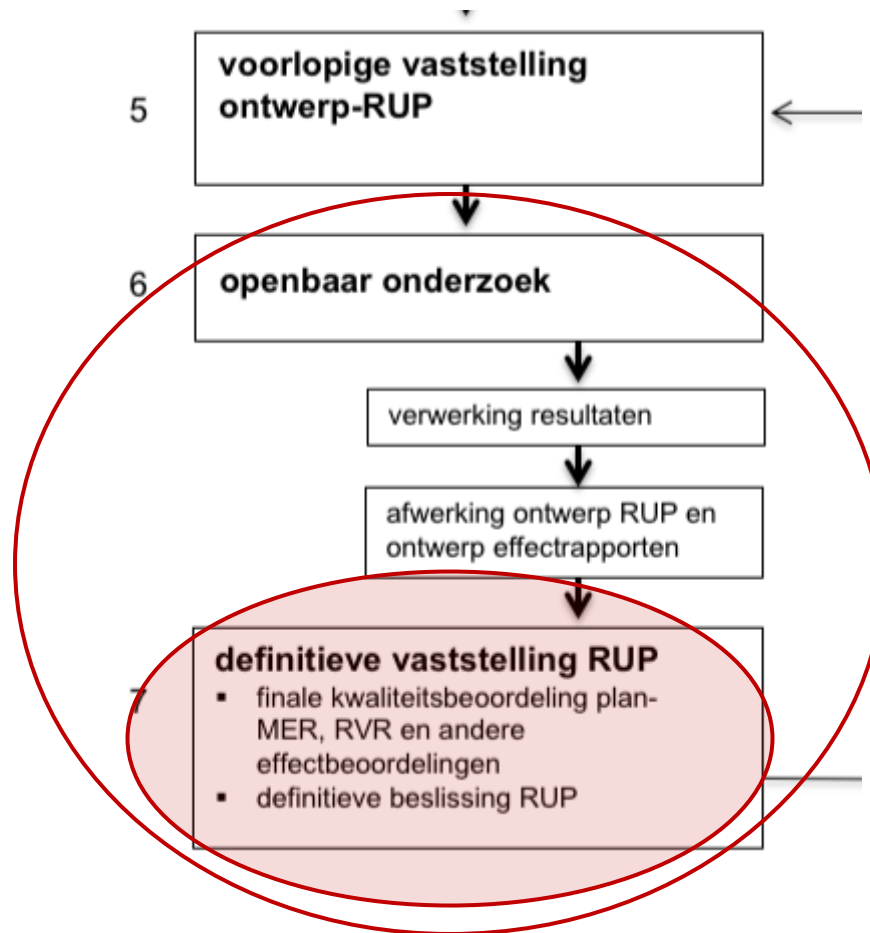 voorlopige vaststelling
5
ontwerp-RUP
6
openbaar onderzoek
verwerking resultaten
afwerking ontwerp RUP en
ontwerp effectrapporten
definitieve vaststelling RUP
7
▪ finale kwaliteitsbeoordeling plan-
MER, RVR en andere
effectbeoordelingen
▪ definitieve beslissing RUP